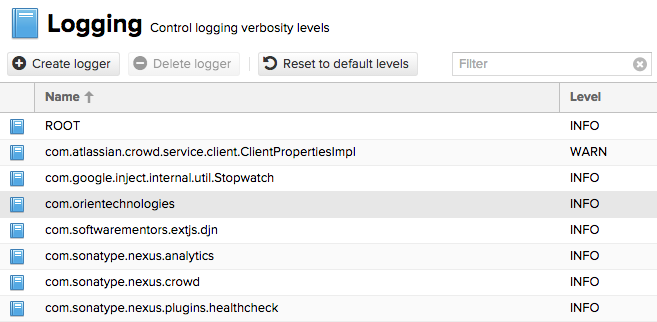 Logging Control logging verbosity levels
Create logger Delete logger Reset to default levels Filter
Name Level
ROOT INFO
com.atlassian.crowd.service.client.ClientPropertiesImpl WARN
com.google.inject.internal.util.Stopwatch INFO
com.orientechnologies INFO
com.softwarementors.extjs.djn INFO
com.sonatype.nexus.analytics INFO
com.sonatype.nexus.crowd INFO
com.sonatype.nexus.plugins.healthcheck INFO